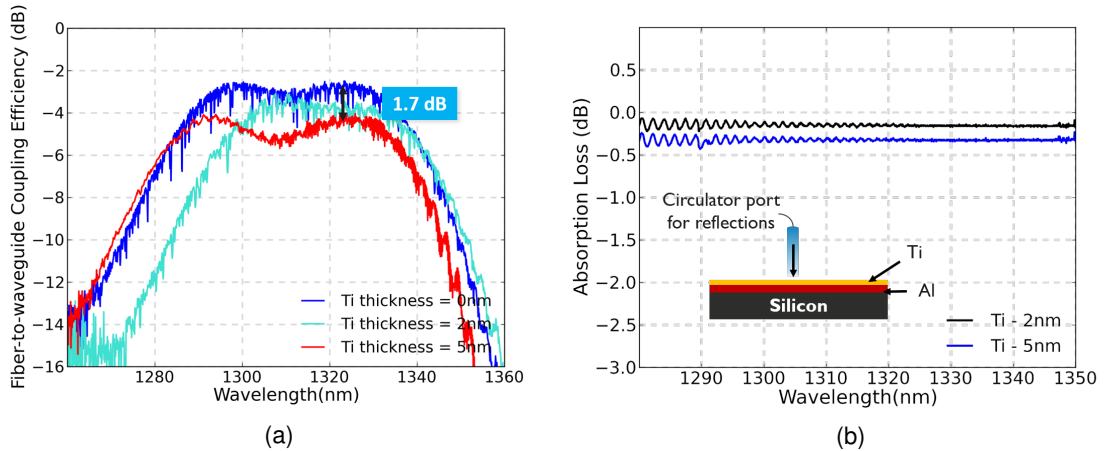 Fiber-to-waveguide Coupling Efficiency (dB)
0
−2
−4
−6
−8
−10
−12
−14
−16
1280
1300
1320
1340
1360
Wavelength(nm)
1.7 dB
Ti thickness = 0nm
Ti thickness = 2nm
Ti thickness = 5nm
(a)
Absorption Loss (dB)
0.5
0.0
−0.5
−1.0
−1.5
−2.0
−2.5
−3.0
1290
1300
1310
1320
1330
1340
1350
Wavelength(nm)
Circulator port
for reflections
Ti
Al
Silicon
Ti - 2nm
Ti - 5nm
(b)